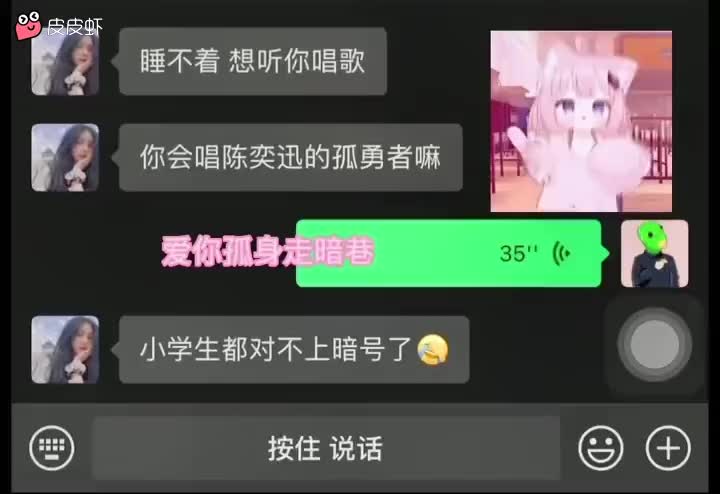 皮皮虾
睡不着 想听你唱歌
你会唱陈奕迅的孤勇者嘛
爱你孤身走暗巷
35''
小学生都对不上暗号了🤣
按住 说话